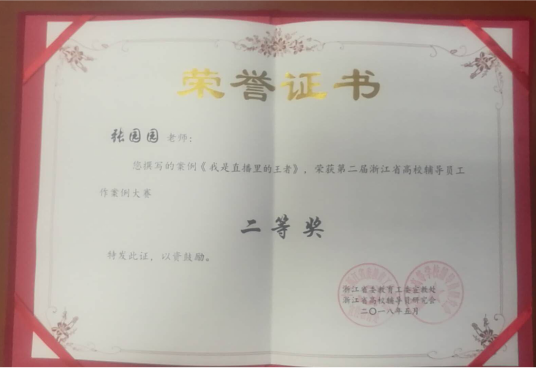 荣誉证书
张园园 老师：
您撰写的案例《我是直播里的王者》，荣获第二届浙江省高校辅导员工
作案例大赛
二等奖
特发此证，以资鼓励。
浙江省委教育工委宣教处
浙江省高校辅导员研究会
二〇一八年五月